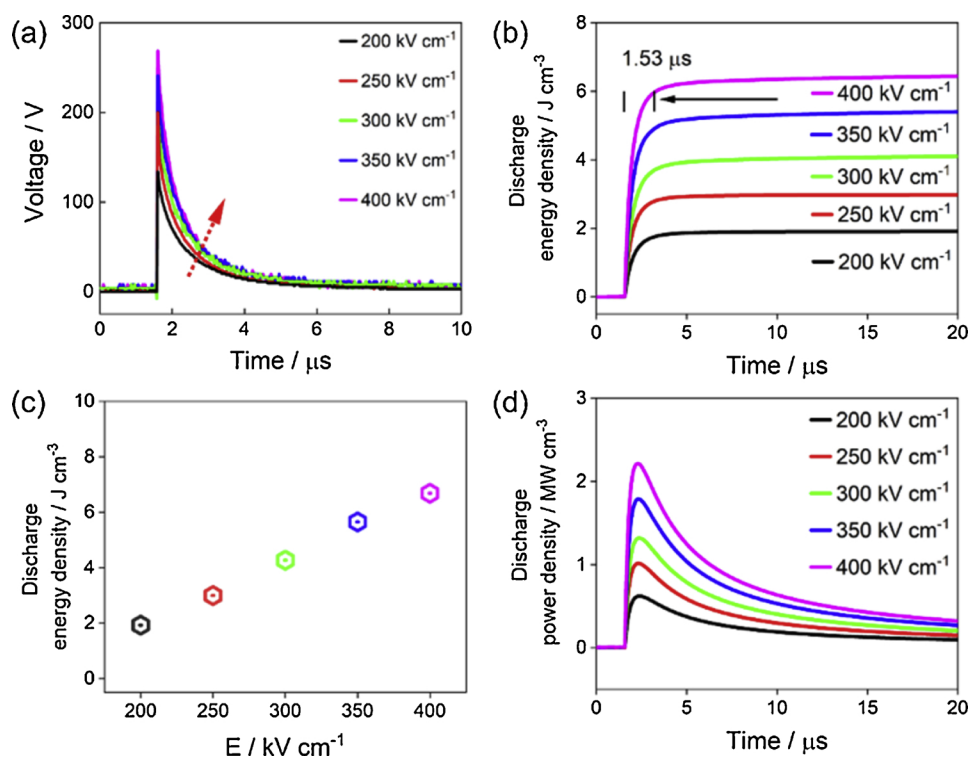 (a)
300
200
100
0
Voltage / V
200 kV cm-1
250 kV cm-1
300 kV cm-1
350 kV cm-1
400 kV cm-1
0 2 4 6 8 10
Time / μs
(b)
8
6
4
2
0
Discharge
energy density / J cm-3
1.53 μs
400 kV cm-1
350 kV cm-1
300 kV cm-1
250 kV cm-1
200 kV cm-1
0 5 10 15 20
Time / μs
(c)
10
8
6
4
2
0
Discharge
energy density / J cm-3
200 250 300 350 400
E / kV cm-1
(d)
3
2
1
0
Discharge
power density / MW cm-3
200 kV cm-1
250 kV cm-1
300 kV cm-1
350 kV cm-1
400 kV cm-1
0 5 10 15 20
Time / μs